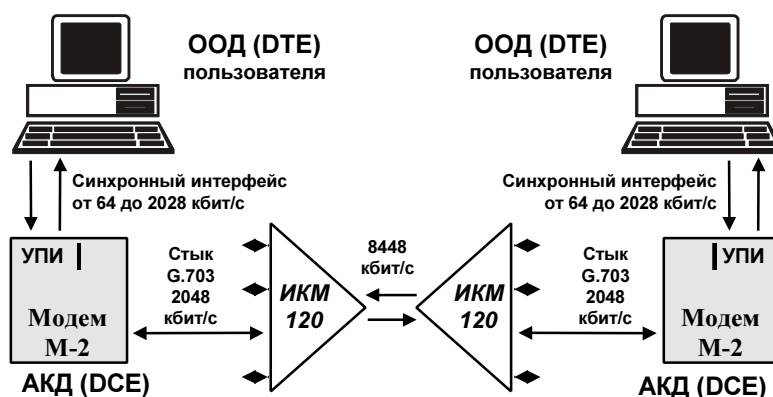 ООД (DTE)
пользователя
ООД (DTE)
пользователя
Синхронный интерфейс
от 64 до 2028 кбит/с
Синхронный интерфейс
от 64 до 2028 кбит/с
УПИ
Модем
М-2
АКД (DCE)
Стык
G.703
2048
кбит/с
ИКМ
120
8448
кбит/с
ИКМ
120
Стык
G.703
2048
кбит/с
УПИ
Модем
М-2
АКД (DCE)